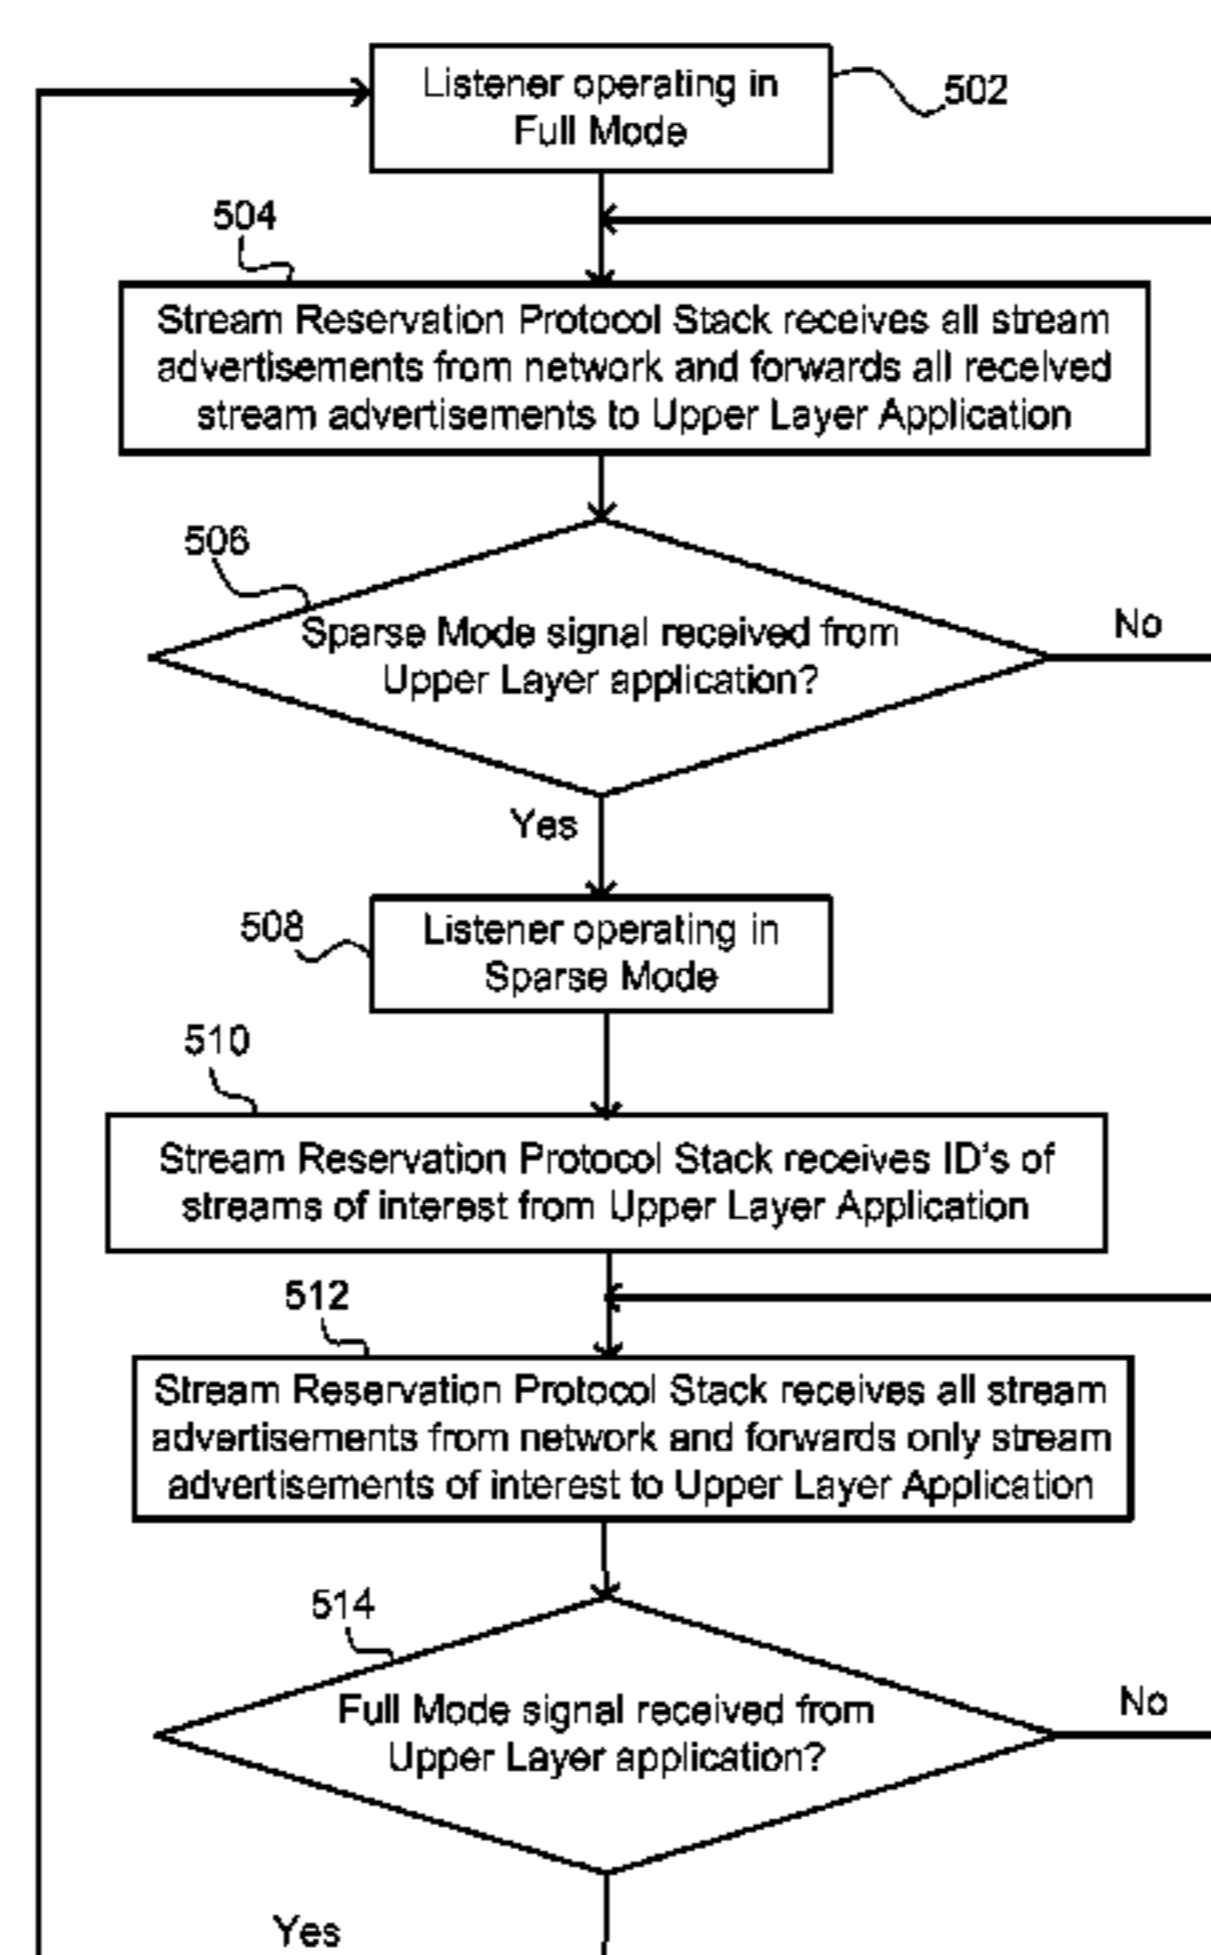 Listener operating in
Full Mode
502
504
Stream Reservation Protocol Stack receives all stream
advertisements from network and forwards all received
stream advertisements to Upper Layer Application
506
Sparse Mode signal received from
Upper Layer application?
No
Yes
508
Listener operating in
Sparse Mode
510
Stream Reservation Protocol Stack receives ID's of
streams of interest from Upper Layer Application
512
Stream Reservation Protocol Stack receives all stream
advertisements from network and forwards only stream
advertisements of interest to Upper Layer Application
514
Full Mode signal received from
Upper Layer application?
No
Yes